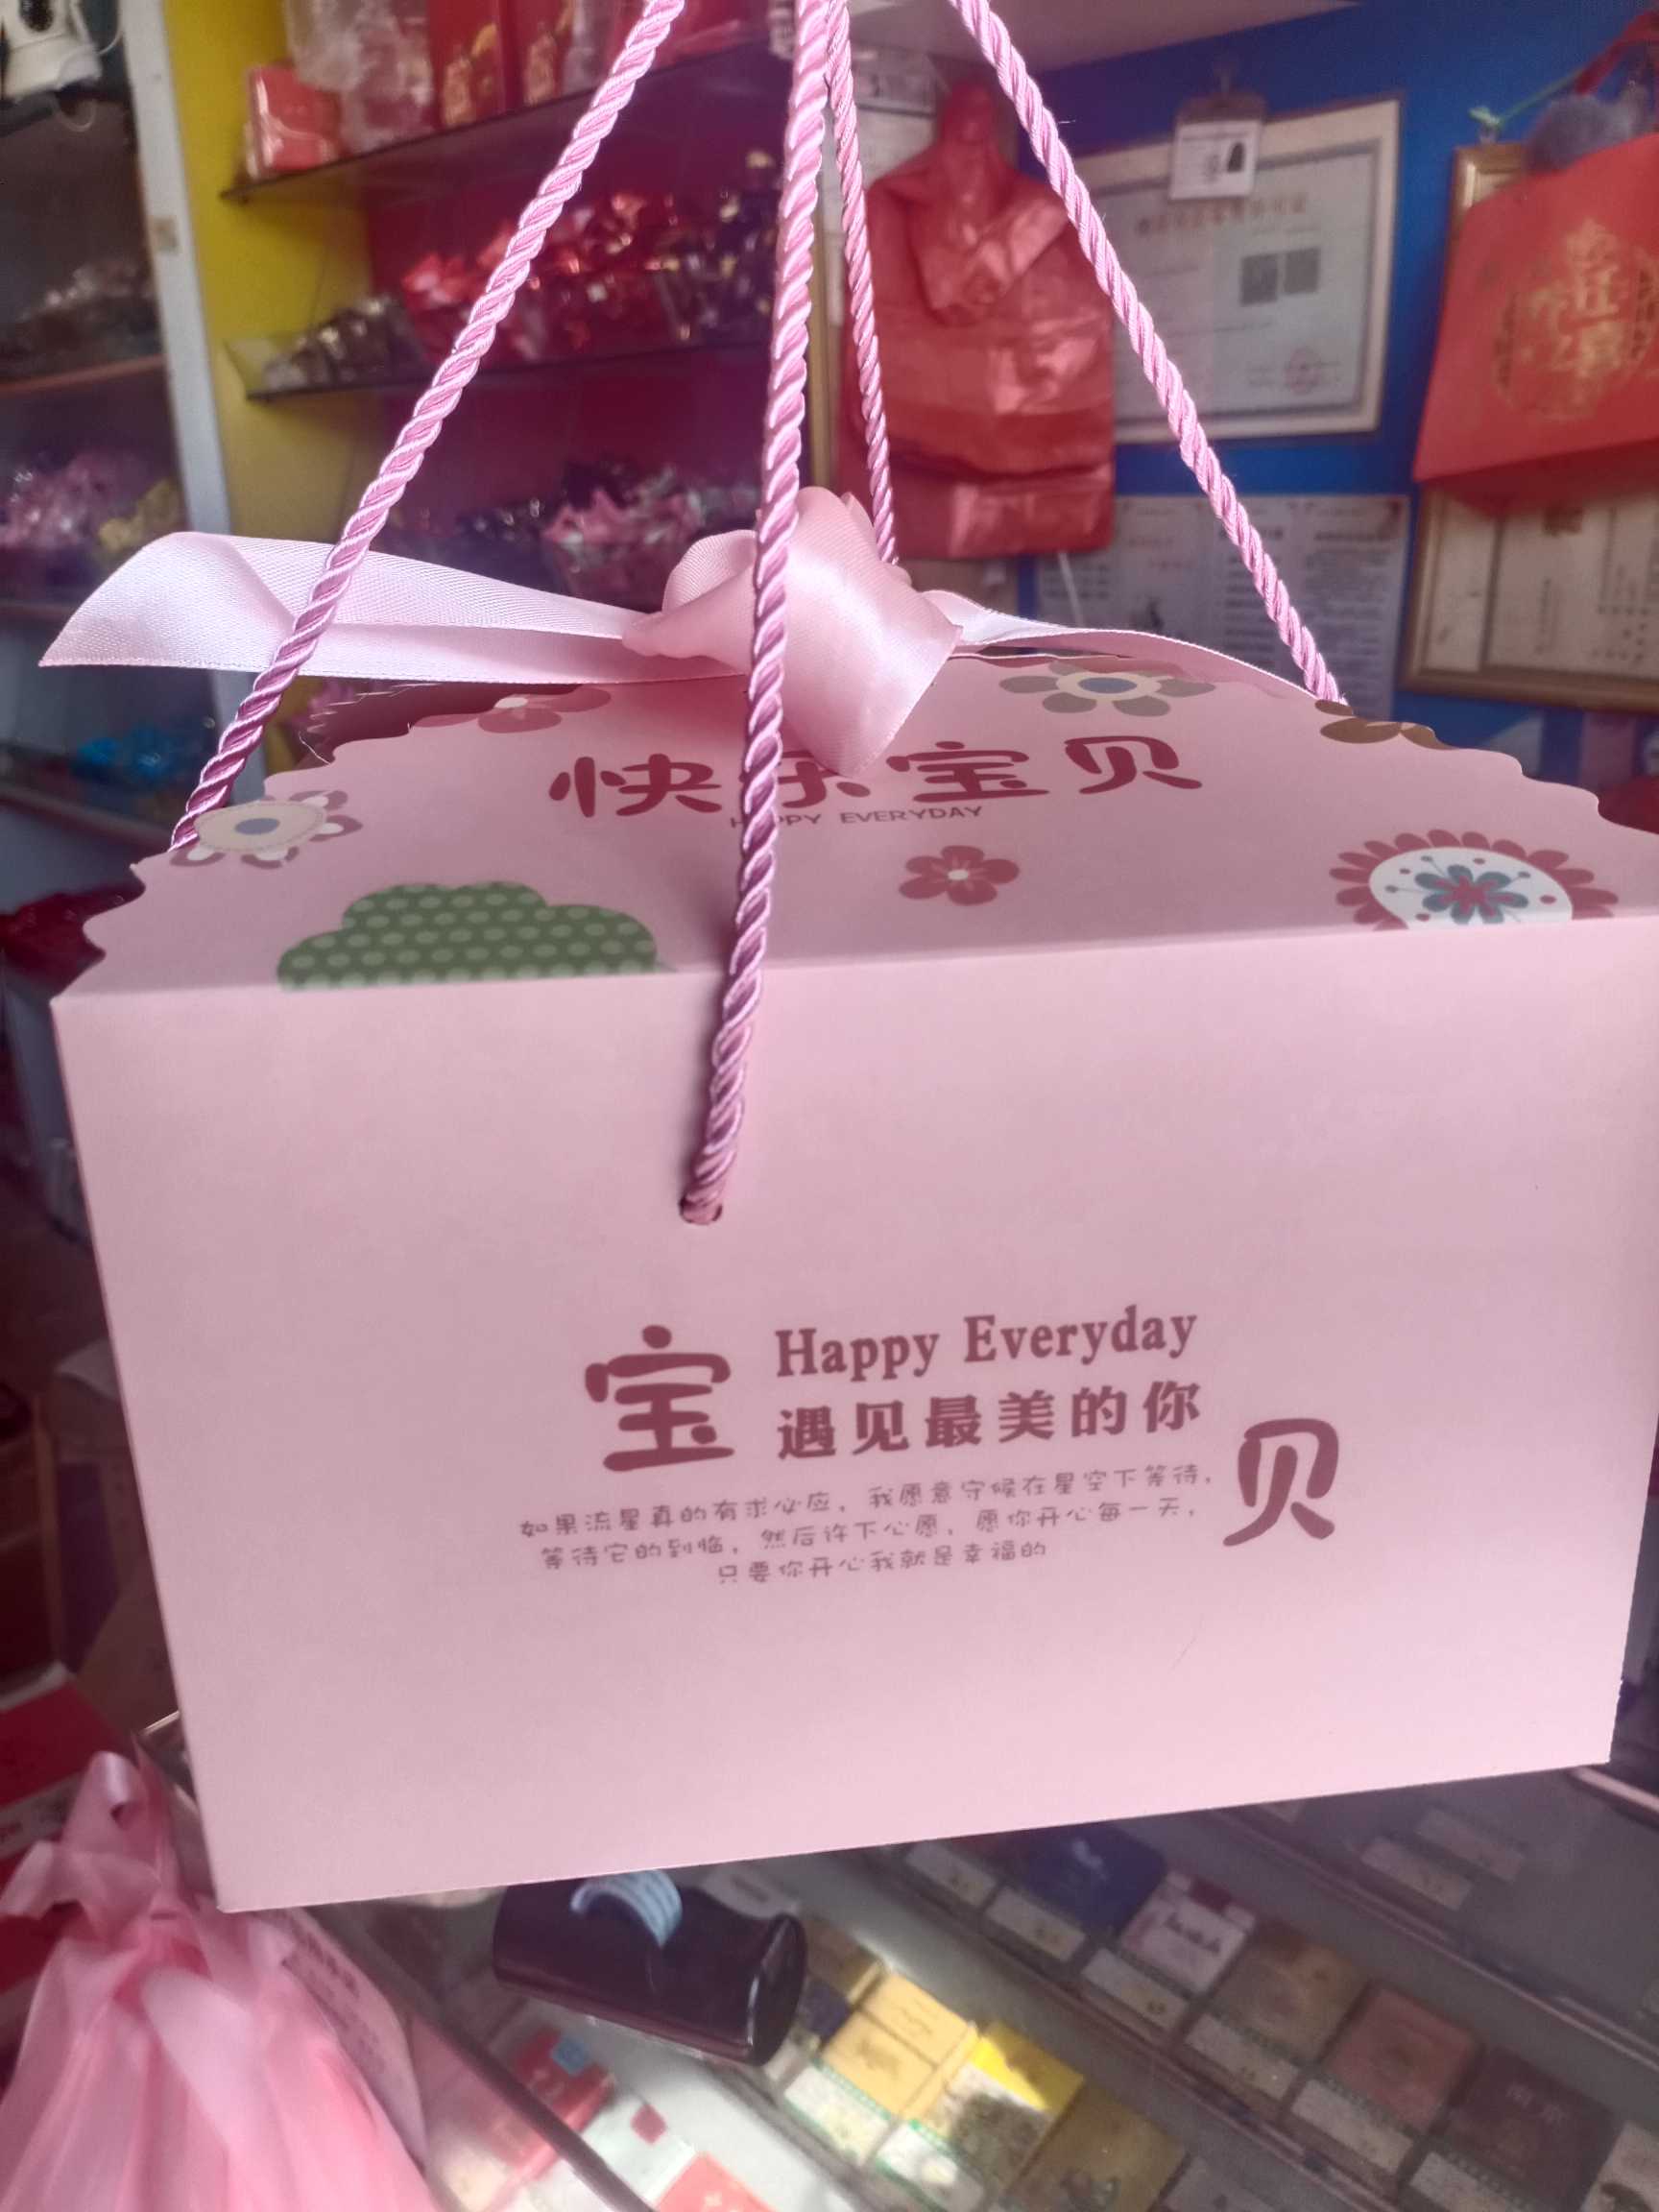 快乐宝贝
HAPPY EVERYDAY
宝
Happy Everyday
遇见最美的你
贝
如果流星真的有求必应，我愿意守候在星空下等待，
等待它的到临，然后许下心愿，愿你开心每一天，
只要你开心我就是幸福的